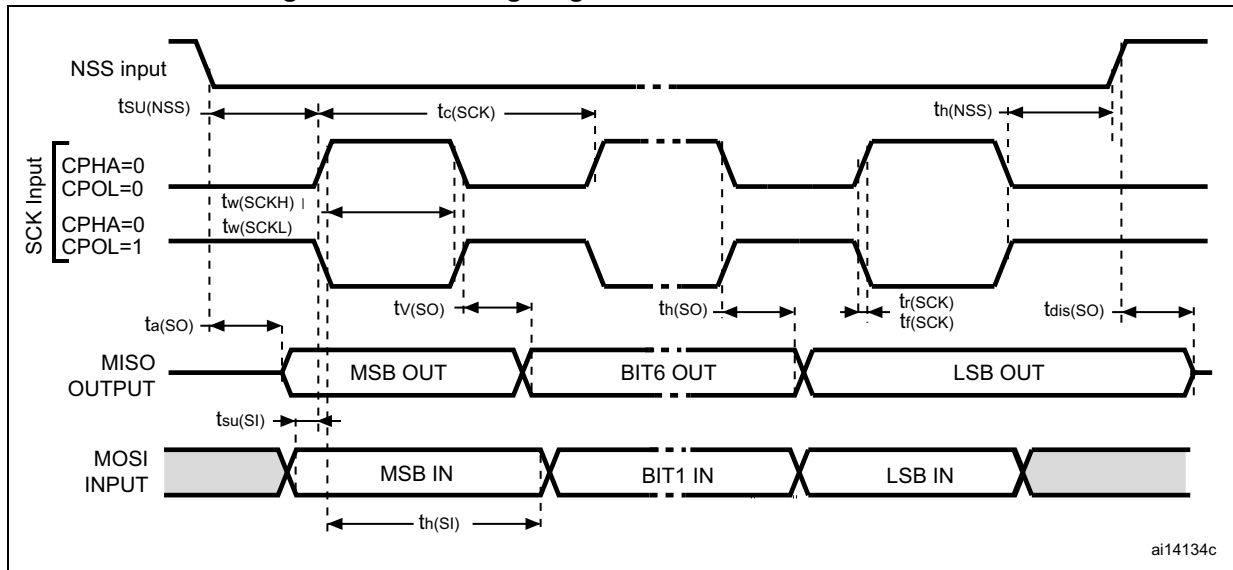 NSS input
tSU(NSS)
tc(SCK)
th(NSS)
SCK Input
CPHA=0
CPOL=0
tw(SCKH)
CPHA=0
CPOL=1
tw(SCKL)
ta(SO)
tV(SO)
th(SO)
tr(SCK)
tf(SCK)
tdis(SO)
MISO
OUTPUT
MSB OUT
BIT6 OUT
LSB OUT
tsu(SI)
MOSI
INPUT
MSB IN
BIT1 IN
LSB IN
th(SI)
ai14134c